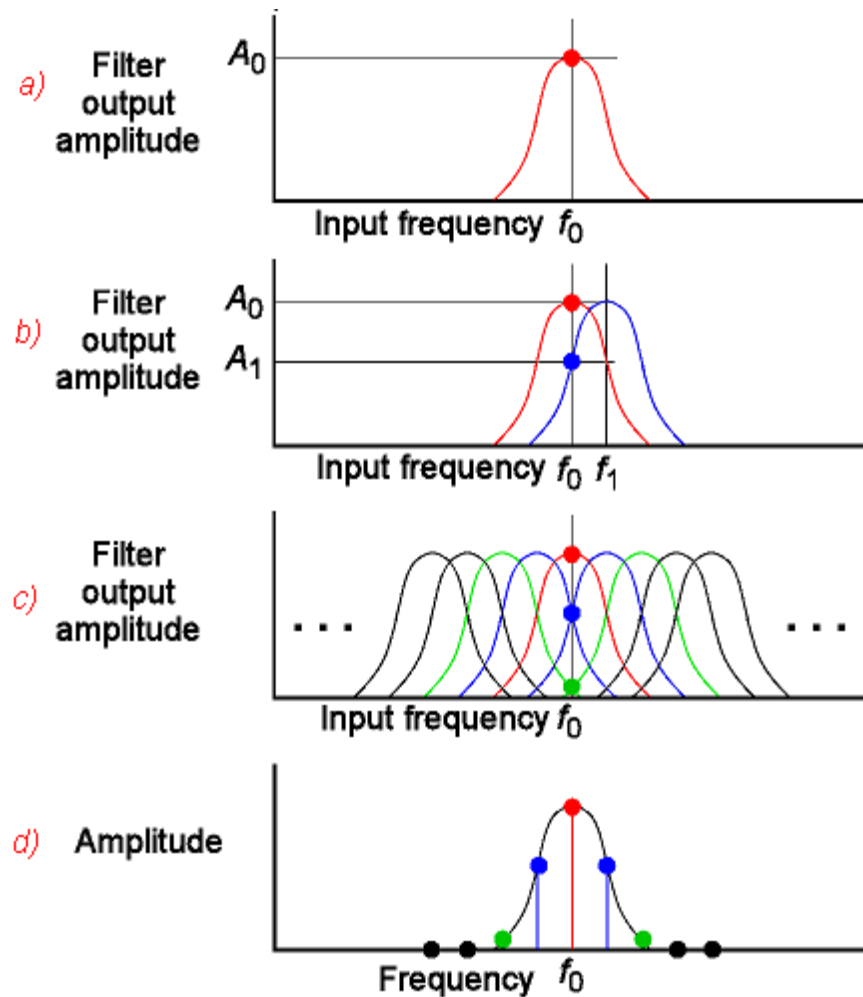 A0
a) Filter
output
amplitude
Input frequency f0
A0
b) Filter
output
amplitude
A1
Input frequency f0 f1
Filter
c) output
amplitude
... ...
Input frequency f0
d) Amplitude
Frequency f0